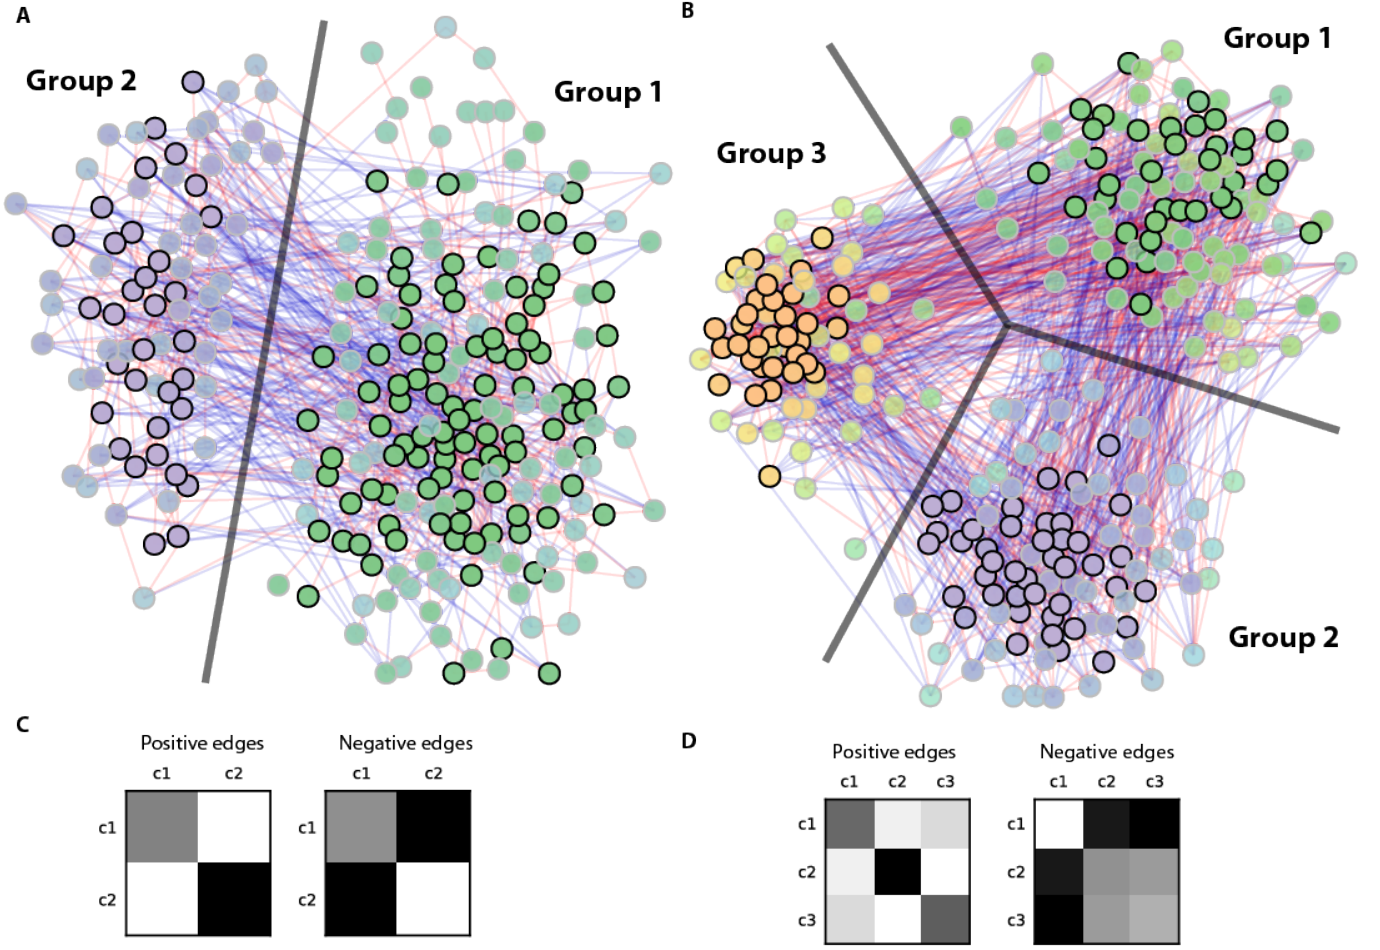 A
Group 2
Group 1
B
Group 1
Group 3
Group 2
C
Positive edges
c1 c2
c1
c2
Negative edges
c1 c2
c1
c2
D
Positive edges
c1 c2 c3
c1
c2
c3
Negative edges
c1 c2 c3
c1
c2
c3